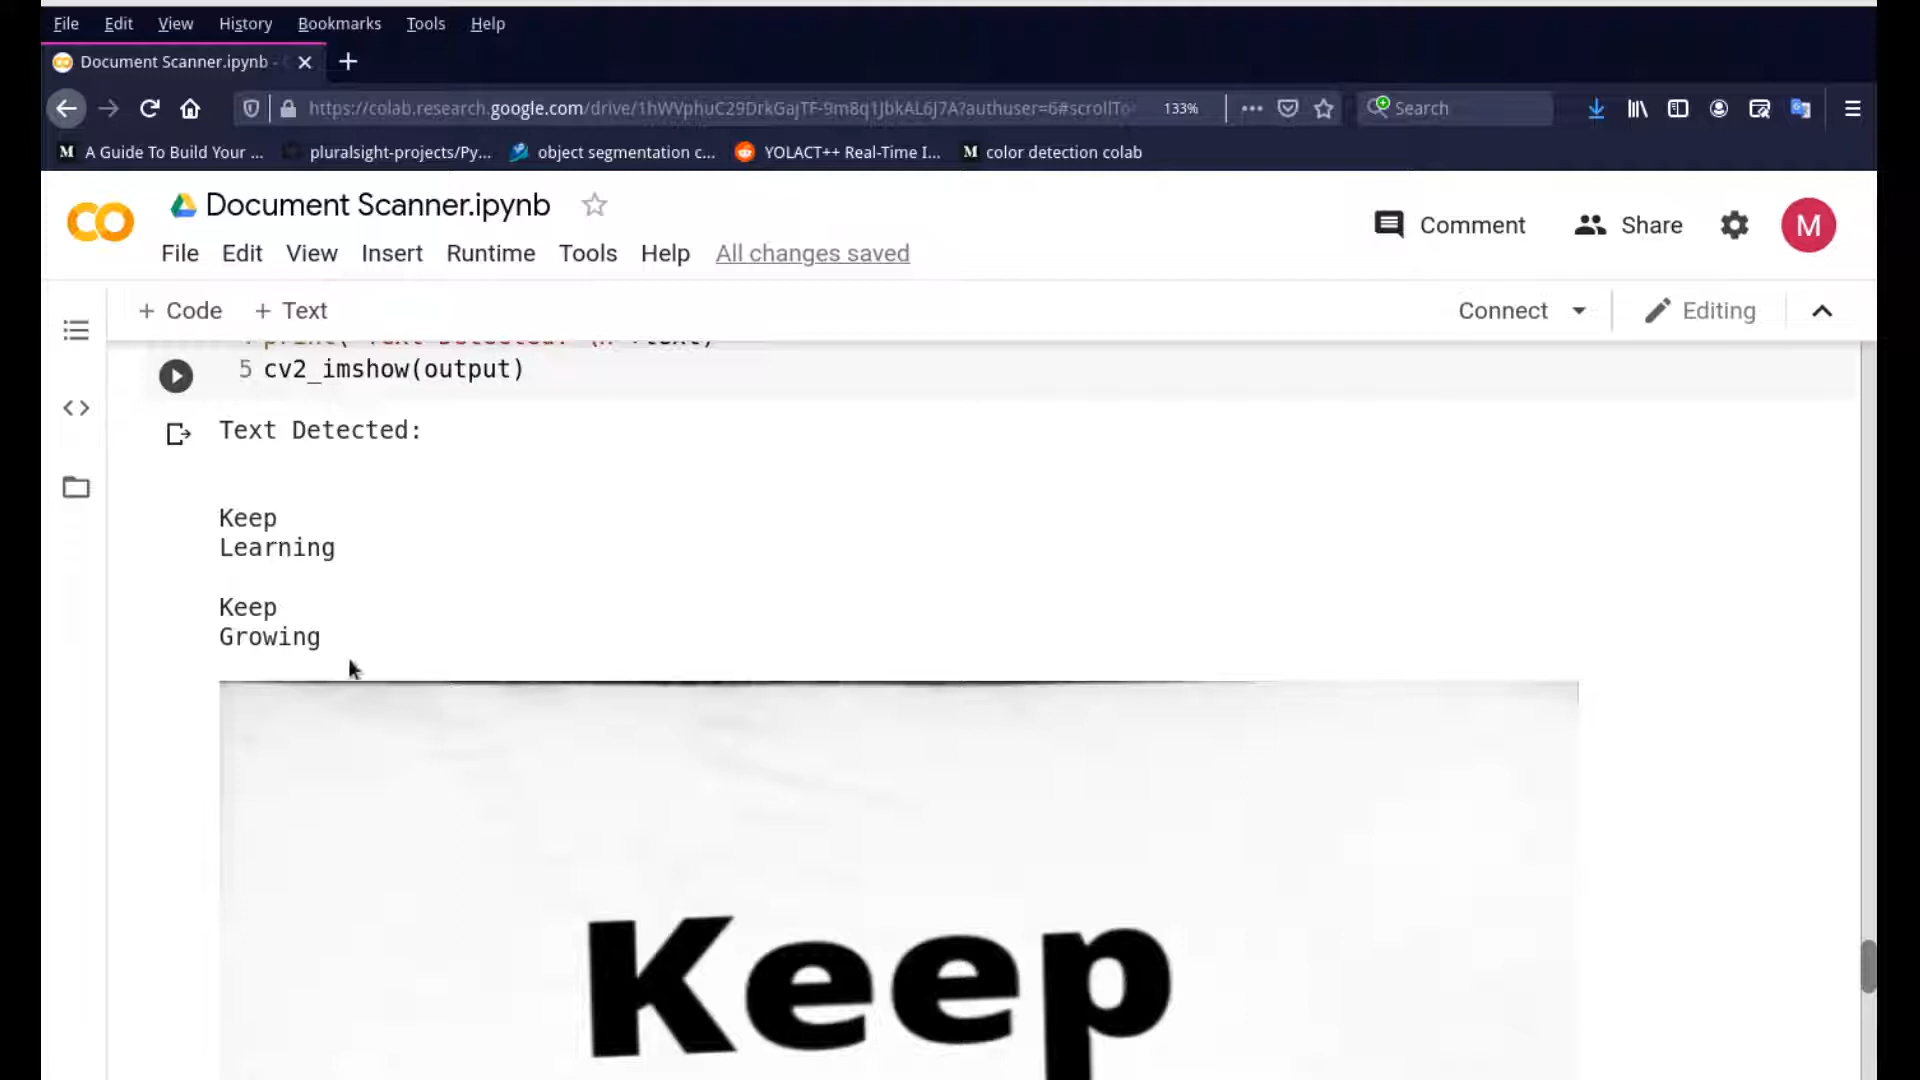 File Edit View History Bookmarks Tools Help
Document Scanner.ipynb -
https://colab.research.google.com/drive/1hWVphuC29DrkGajTF-9m8q1JbkAL6J7A?authuser=6#scrollTo 133% Search
A Guide To Build Your ... pluralsight-projects/Py... object segmentation c... YOLACT++ Real-Time I... color detection colab
Document Scanner.ipynb
Comment Share M
File Edit View Insert Runtime Tools Help All changes saved
+ Code + Text Connect Editing
5 cv2_imshow(output)
Text Detected:
Keep
Learning
Keep
Growing
Keep